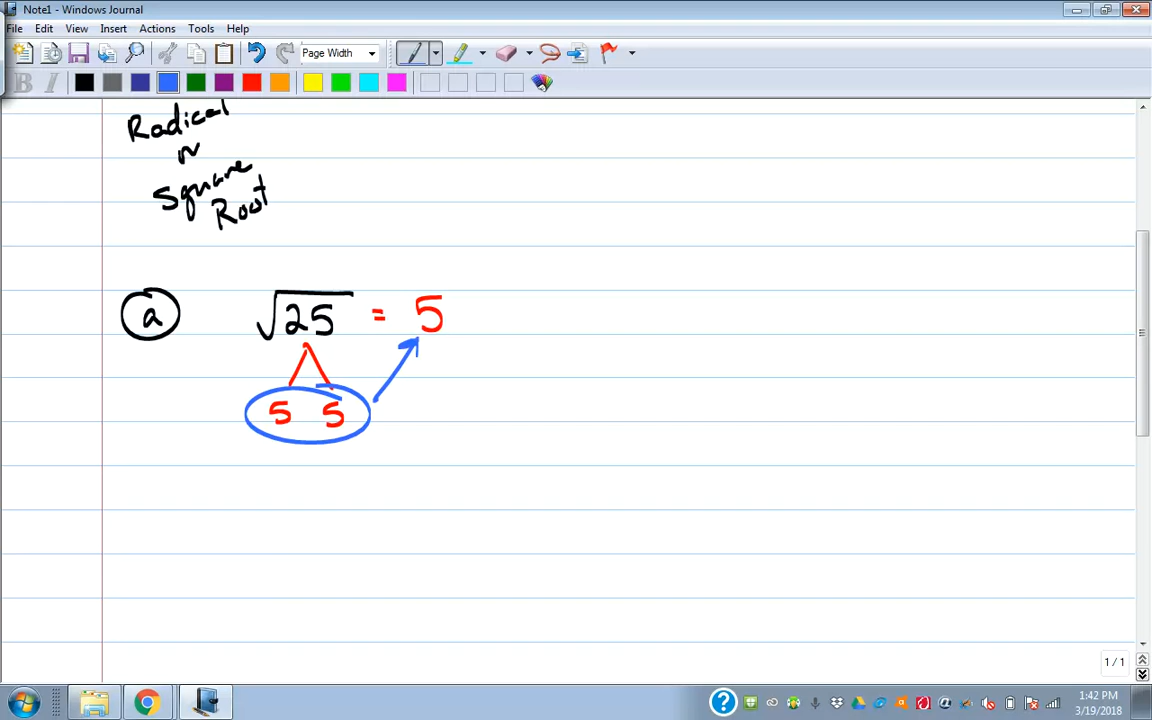 Note1 - Windows Journal
File Edit View Insert Actions Tools Help
Page Width
B I
Radical
or
Square
Root
a √25 = 5
5 5
1 / 1
1:42 PM
3/19/2018